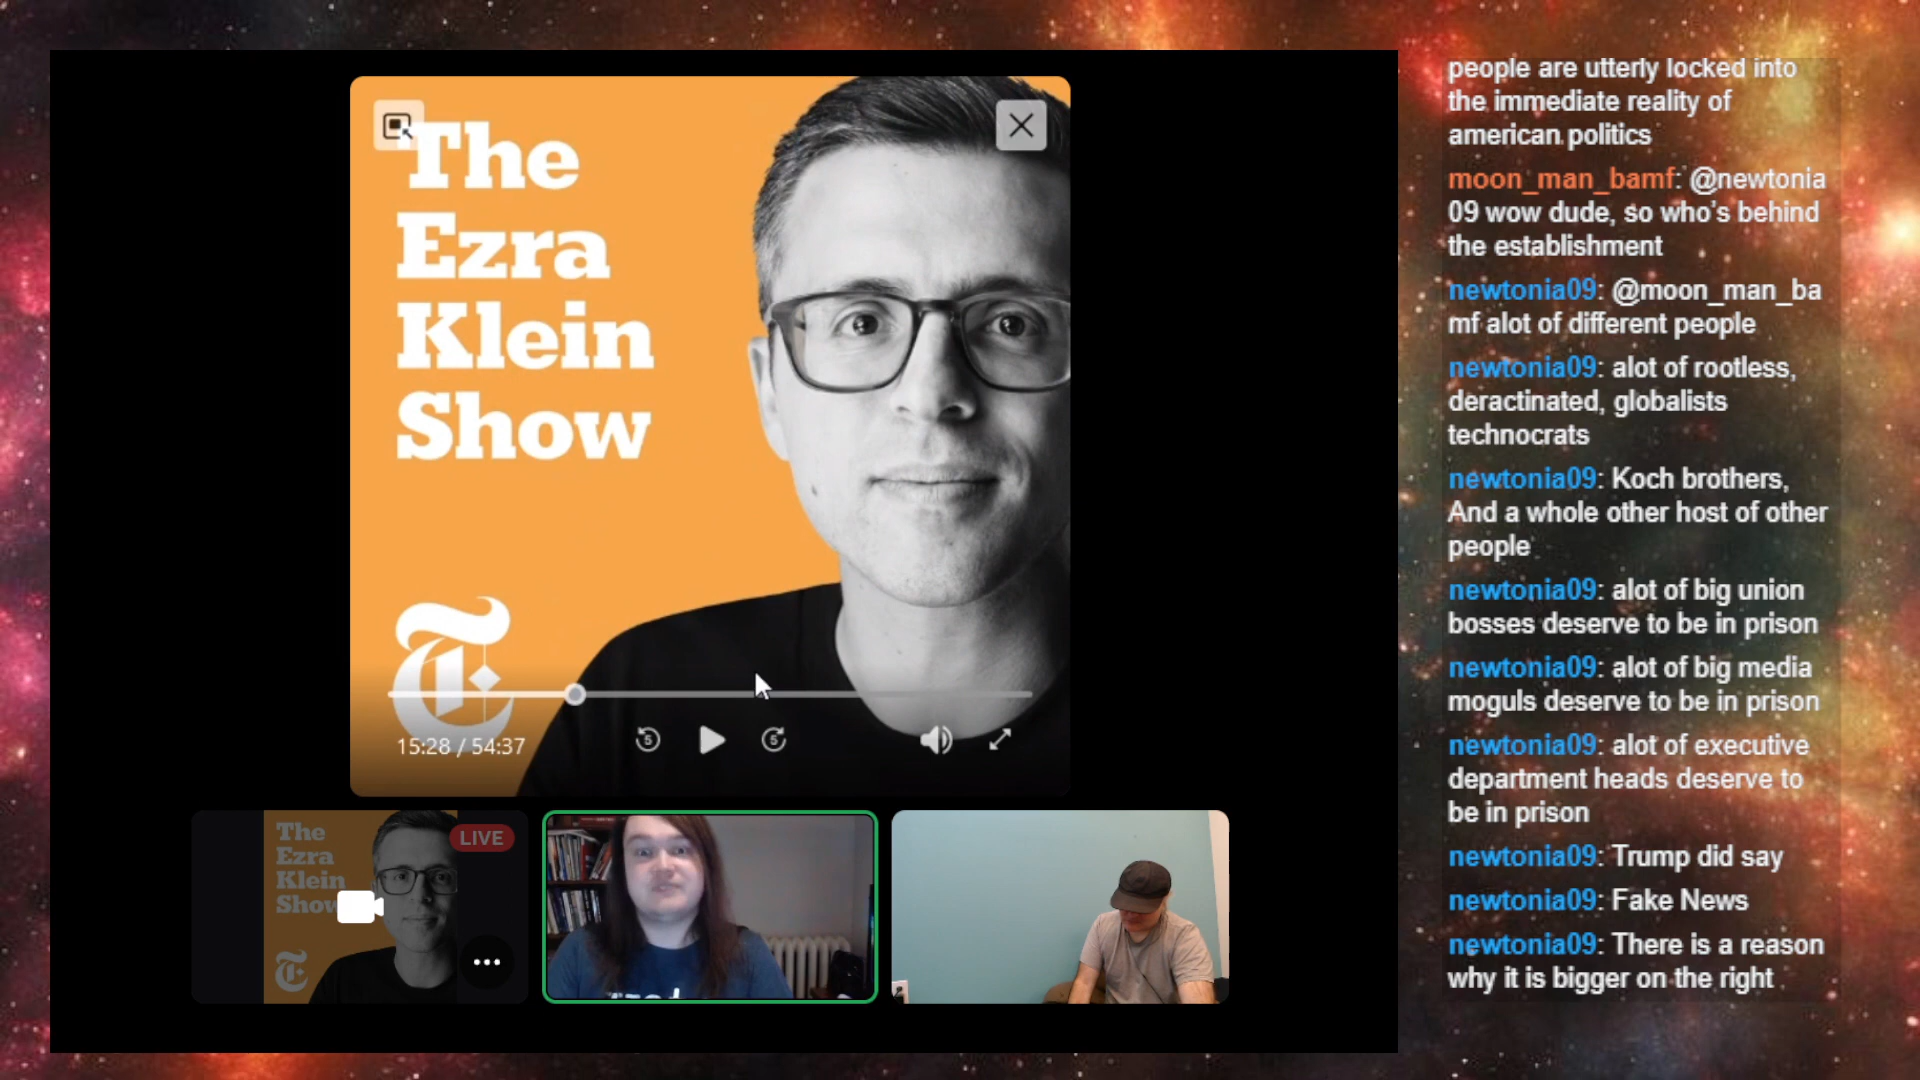 The
Ezra
Klein
Show
15:28 / 54:37
5
5
The
Ezra
Klein
Show
LIVE
people are utterly locked into
the immediate reality of
american politics
moon_man_bamf: @newtonia
09 wow dude, so who's behind
the establishment
newtonia09: @moon_man_ba
mf alot of different people
newtonia09: alot of rootless,
deractinated, globalists
technocrats
newtonia09: Koch brothers,
And a whole other host of other
people
newtonia09: alot of big union
bosses deserve to be in prison
newtonia09: alot of big media
moguls deserve to be in prison
newtonia09: alot of executive
department heads deserve to
be in prison
newtonia09: Trump did say
newtonia09: Fake News
newtonia09: There is a reason
why it is bigger on the right